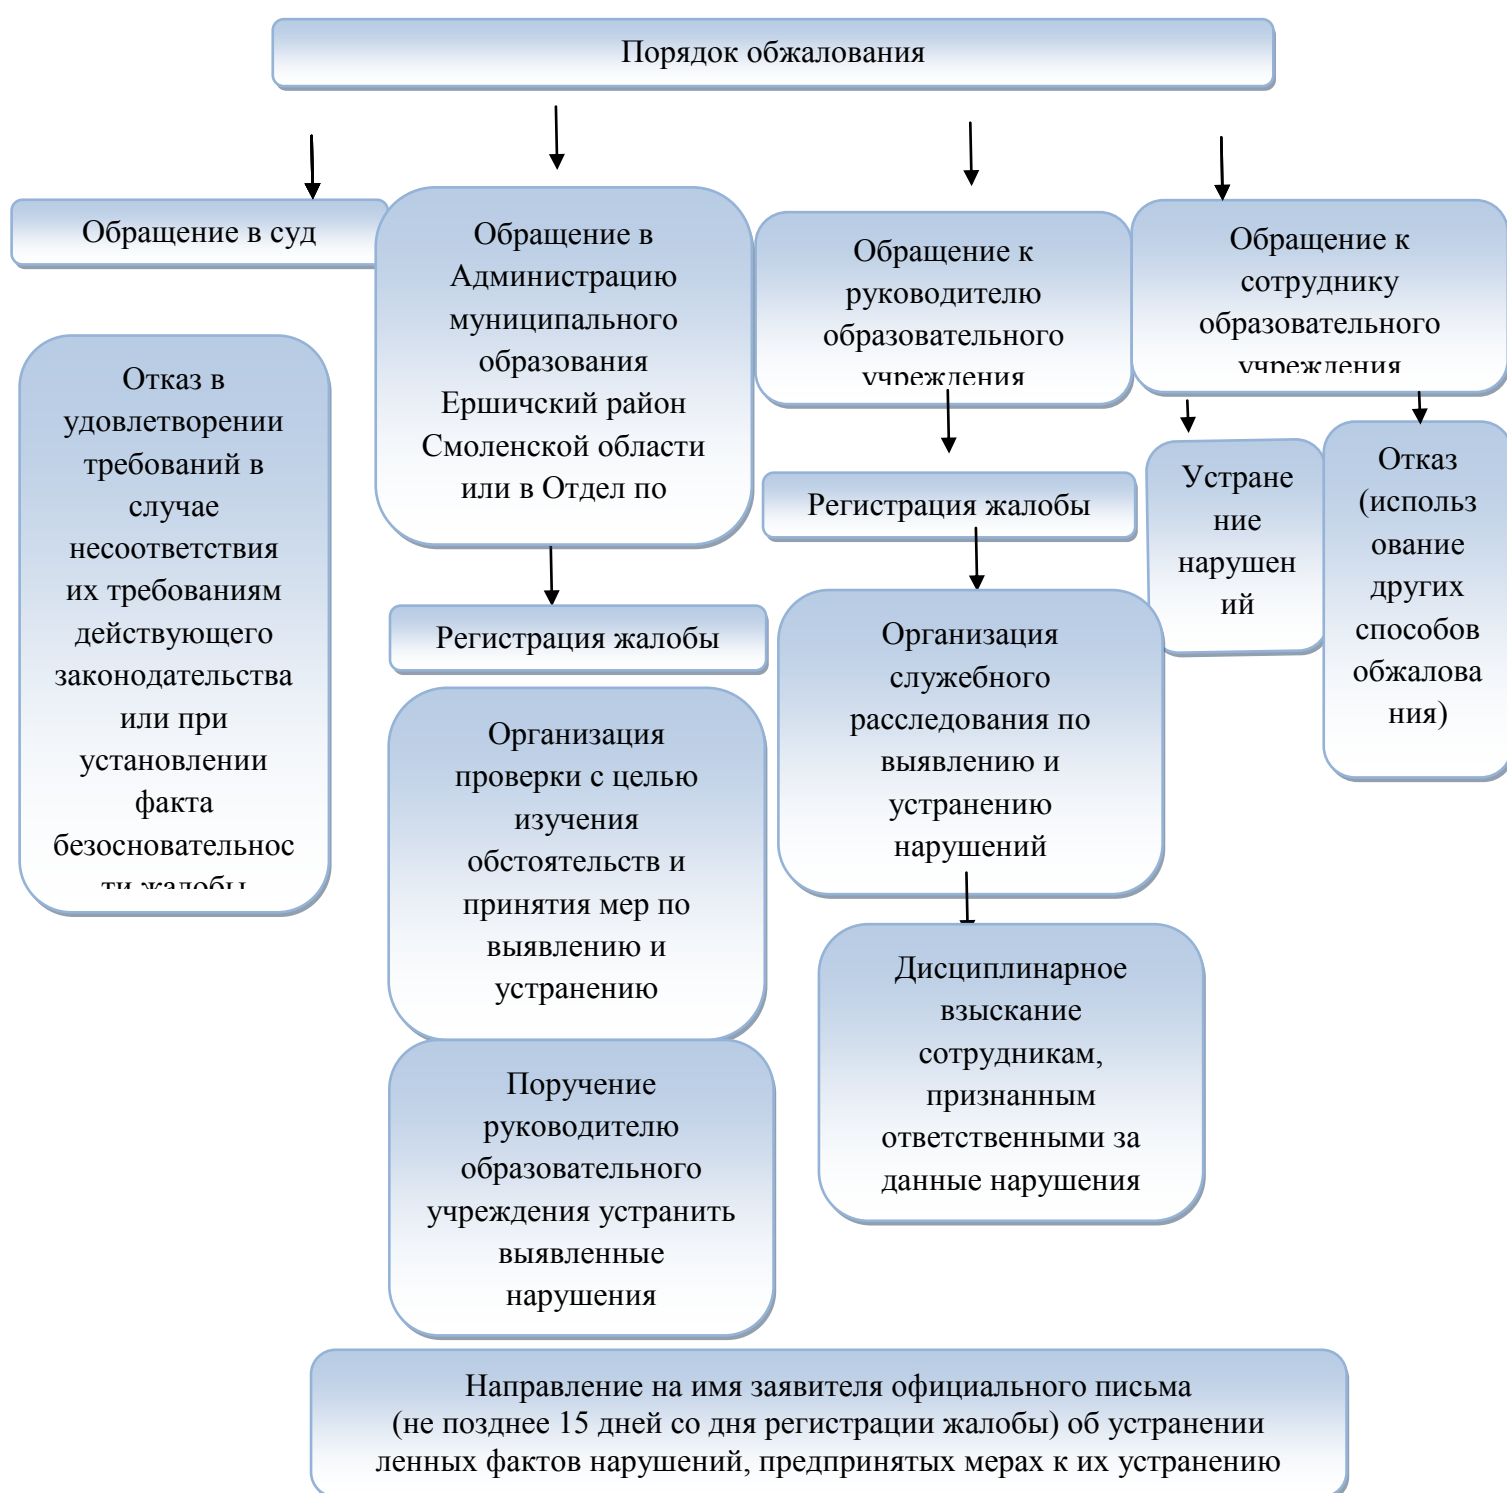 Порядок обжалования
Обращение в суд
Отказ в
удовлетворении
требований в
случае
несоответствия
их требованиям
действующего
законодательства
или при
установлении
факта
безосновательнос
ти жалобы
Обращение в
Администрацию
муниципального
образования
Ершичский район
Смоленской области
или в Отдел по
Регистрация жалобы
Организация
проверки с целью
изучения
обстоятельств и
принятия мер по
выявлению и
устранению
Поручение
руководителю
образовательного
учреждения устранить
выявленные
нарушения
Обращение к
руководителю
образовательного
учреждения
Регистрация жалобы
Организация
служебного
расследования по
выявлению и
устранению
нарушений
Дисциплинарное
взыскание
сотрудникам,
признанным
ответственными за
данные нарушения
Обращение к
сотруднику
образовательного
учреждения
Устране
ние
нарушен
ий
Отказ
(использ
ование
других
способов
обжалова
ния)
Направление на имя заявителя официального письма
(не позднее 15 дней со дня регистрации жалобы) об устранении
ленных фактов нарушений, предпринятых мерах к их устранению